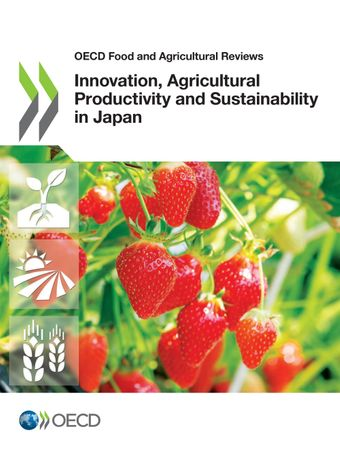 OECD Food and Agricultural Reviews
Innovation, Agricultural
Productivity and Sustainability
in Japan
OECD